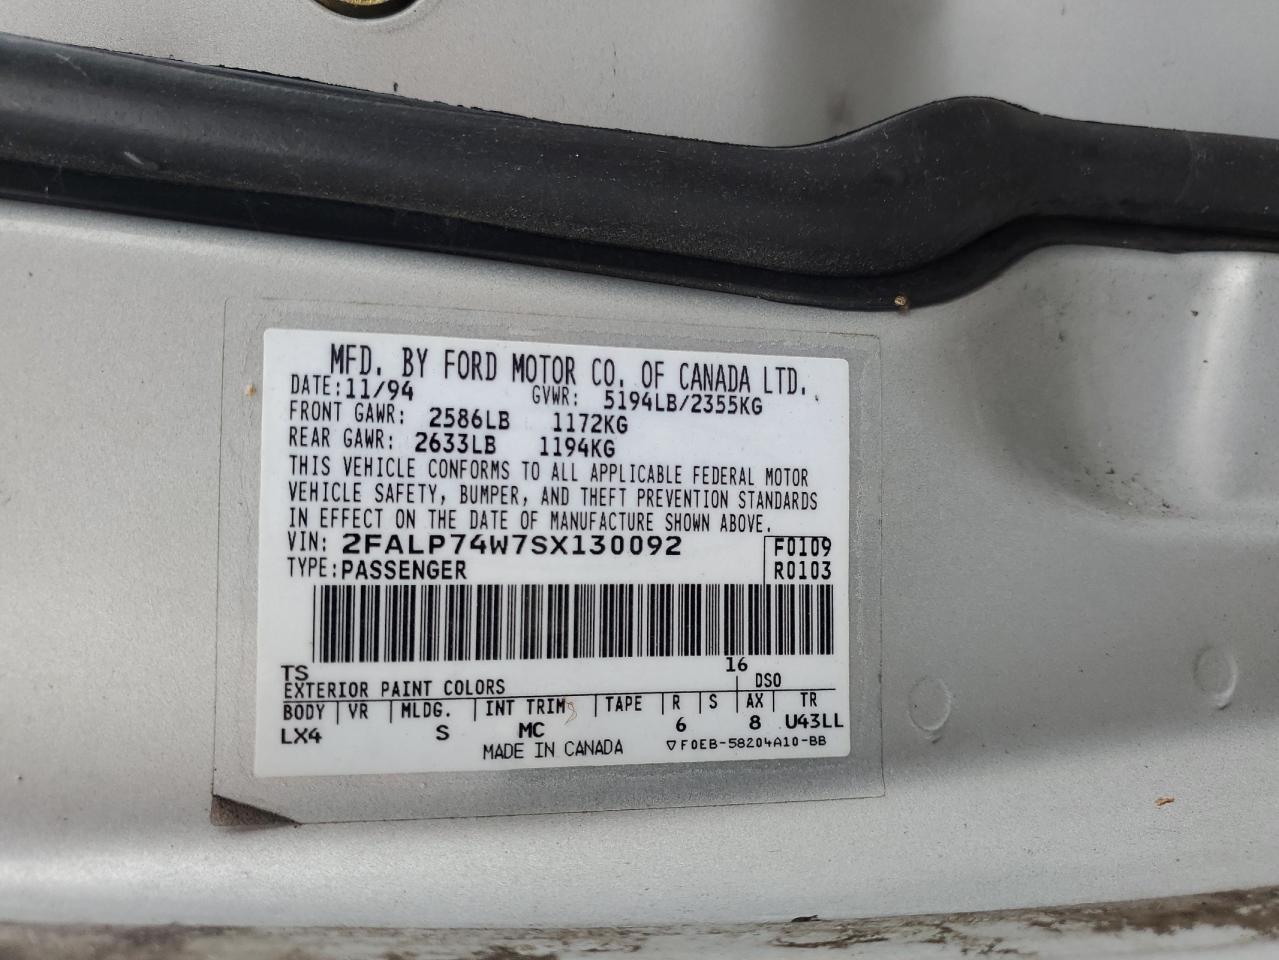 MFD. BY FORD MOTOR CO. OF CANADA LTD.
DATE: 11/94 GVWR: 5194LB/2355KG
FRONT GAWR: 2586LB 1172KG
REAR GAWR: 2633LB 1194KG
THIS VEHICLE CONFORMS TO ALL APPLICABLE FEDERAL MOTOR
VEHICLE SAFETY, BUMPER, AND THEFT PREVENTION STANDARDS
IN EFFECT ON THE DATE OF MANUFACTURE SHOWN ABOVE.
VIN: 2FALP74W7SX130092 F0109
TYPE: PASSENGER R0103
TS 16
EXTERIOR PAINT COLORS DSO
BODY VR MLDG. INT TRIM TAPE R S AX TR
LX4 S MC 6 8 U43LL
MADE IN CANADA ▽F0EB-58204A10-BB